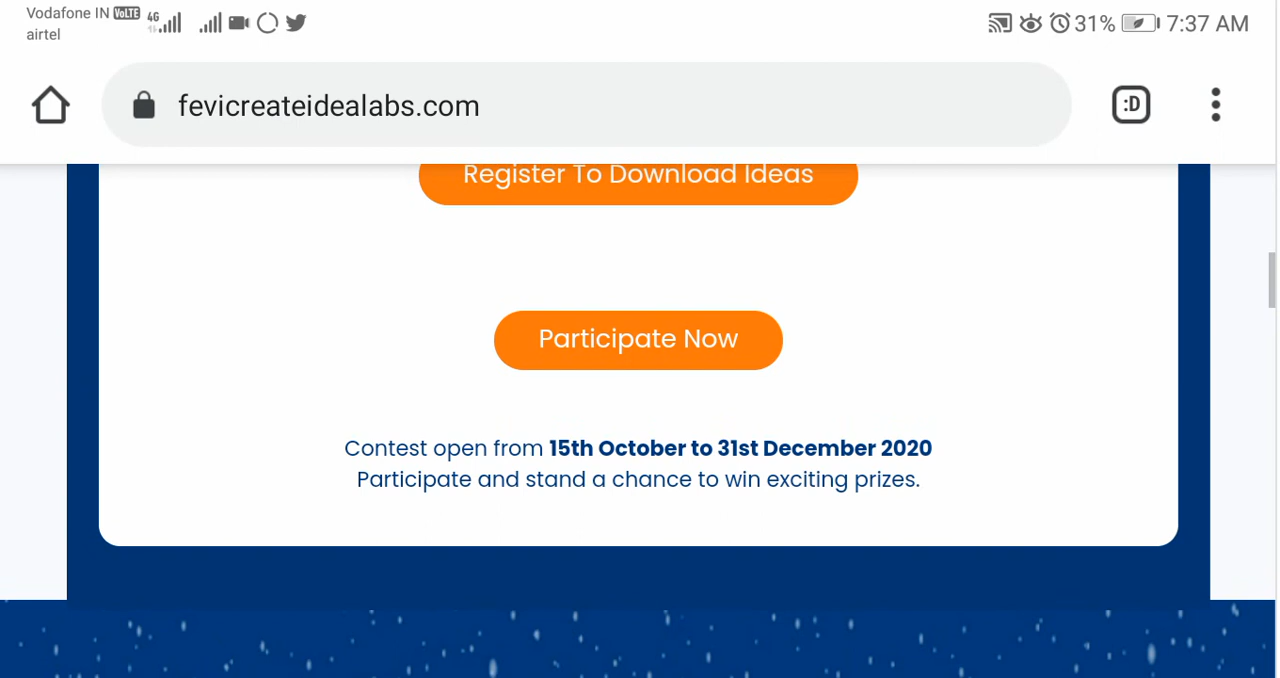 Vodafone IN VoLTE 4G
airtel
31% 7:37 AM
fevicreateidealabs.com
:D
Register To Download Ideas
Participate Now
Contest open from 15th October to 31st December 2020
Participate and stand a chance to win exciting prizes.